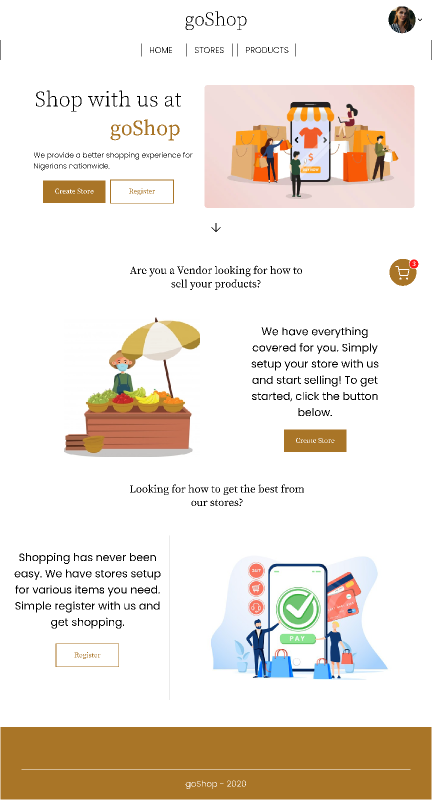 goShop
HOME
STORES
PRODUCTS
Shop with us at
goShop
We provide a better shopping experience for
Nigerians nationwide.
Create Store
Register
$
3
Are you a Vendor looking for how to
sell your products?
We have everything
covered for you. Simply
setup your store with us
and start selling! To get
started, click the button
below.
Create Store
Looking for how to get the best from
our stores?
Shopping has never been
easy. We have stores setup
for various items you need.
Simple register with us and
get shopping.
Register
PAY
goShop - 2020